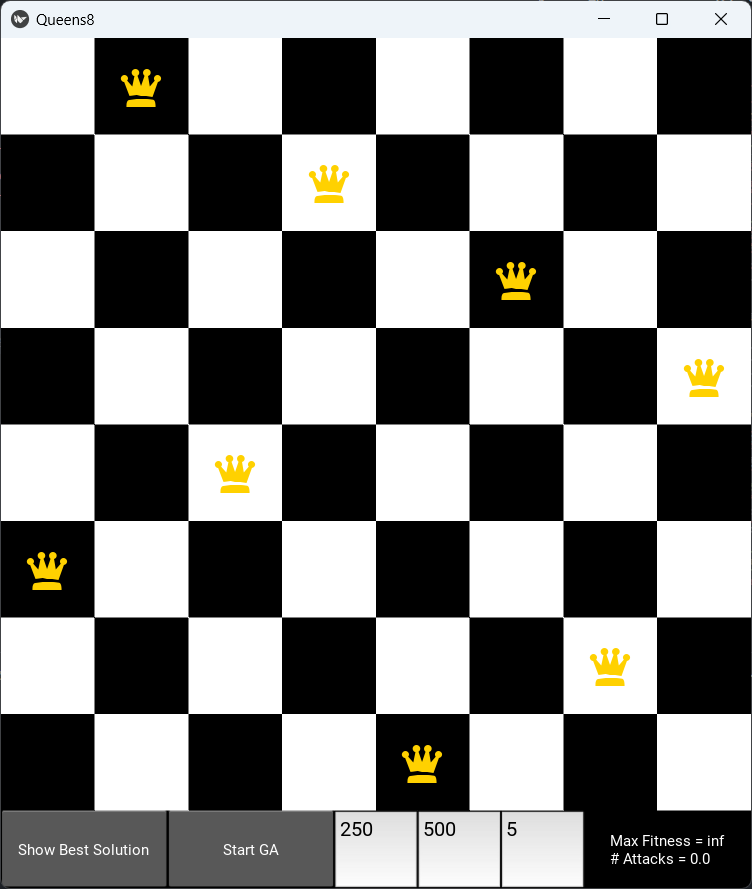 Queens8
Show Best Solution
Start GA
250
500
5
Max Fitness = inf
# Attacks = 0.0